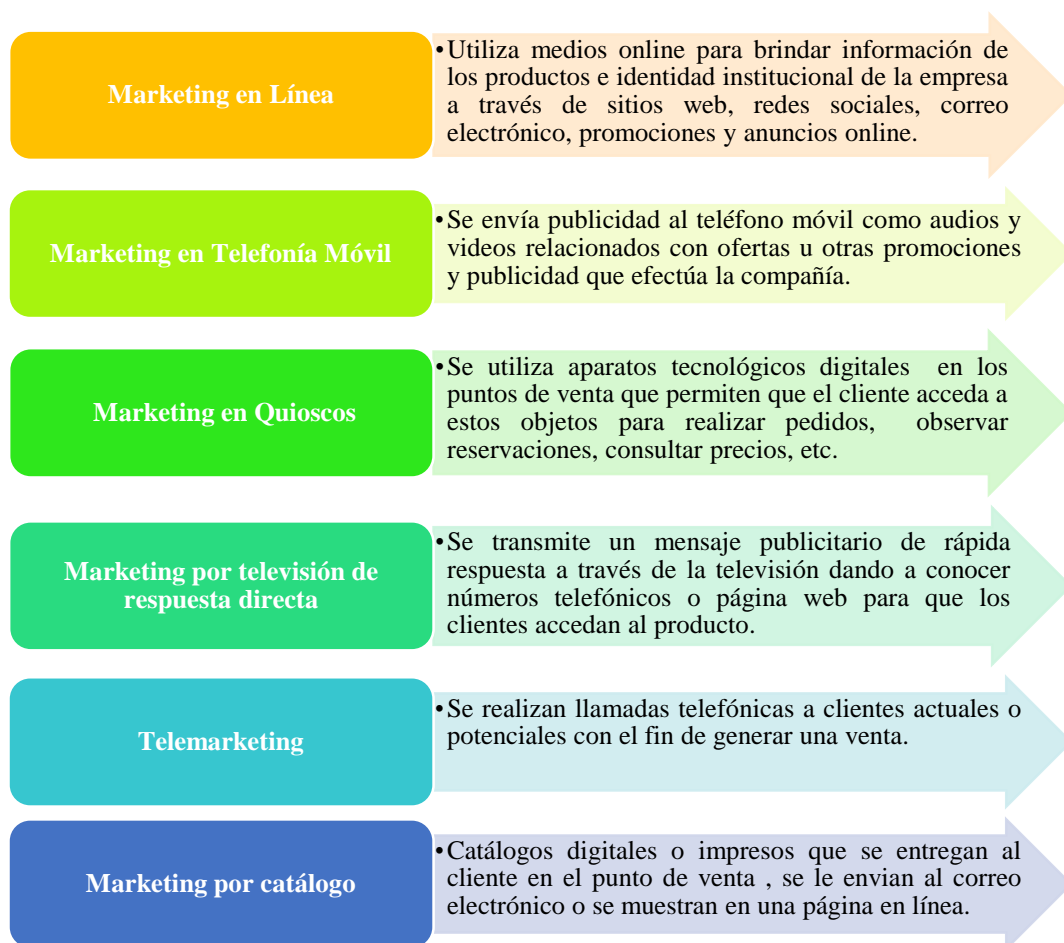 Marketing en Línea
•Utiliza medios online para brindar información de
los productos e identidad institucional de la empresa
a través de sitios web, redes sociales, correo
electrónico, promociones y anuncios online.
Marketing en Telefonía Móvil
•Se envía publicidad al teléfono móvil como audios y
videos relacionados con ofertas u otras promociones
y publicidad que efectúa la compañía.
Marketing en Quioscos
•Se utiliza aparatos tecnológicos digitales en los
puntos de venta que permiten que el cliente acceda a
estos objetos para realizar pedidos, observar
reservaciones, consultar precios, etc.
Marketing por televisión de
respuesta directa
•Se transmite un mensaje publicitario de rápida
respuesta a través de la televisión dando a conocer
números telefónicos o página web para que los
clientes accedan al producto.
Telemarketing
•Se realizan llamadas telefónicas a clientes actuales o
potenciales con el fin de generar una venta.
Marketing por catálogo
•Catálogos digitales o impresos que se entregan al
cliente en el punto de venta , se le envian al correo
electrónico o se muestran en una página en línea.